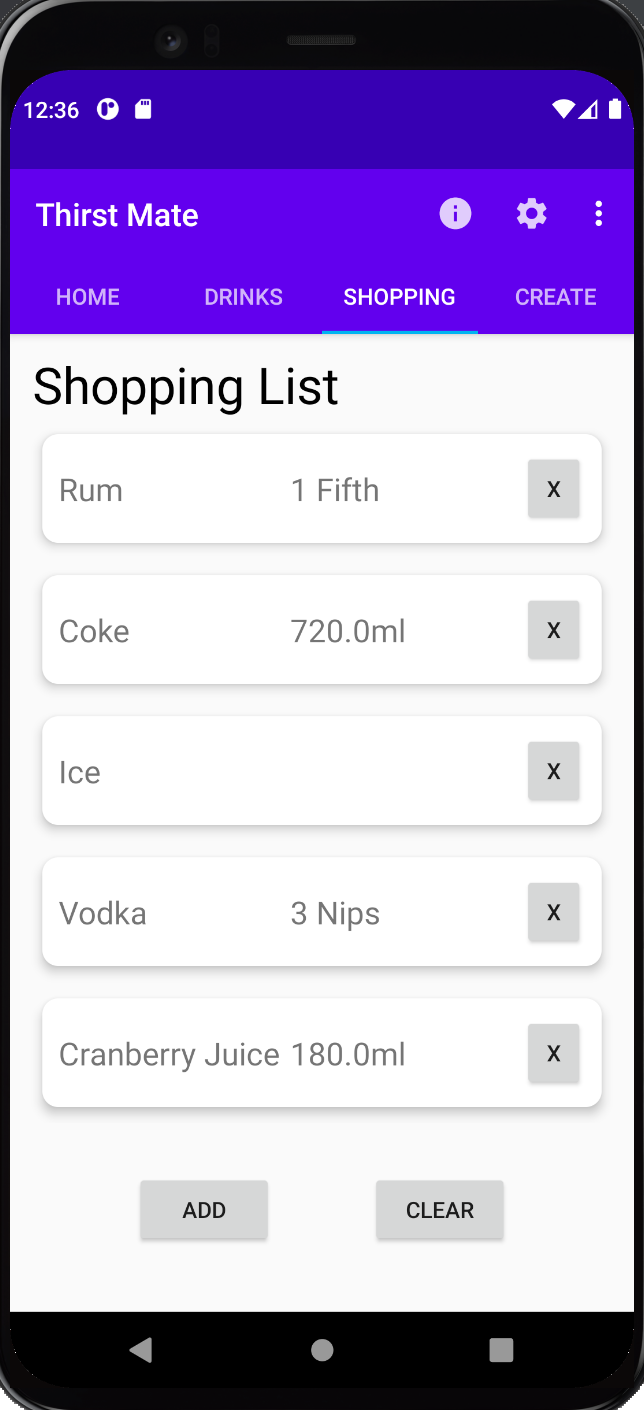 12:36
Thirst Mate
HOME DRINKS SHOPPING CREATE
Shopping List
Rum 1 Fifth X
Coke 720.0ml X
Ice X
Vodka 3 Nips X
Cranberry Juice 180.0ml X
ADD CLEAR